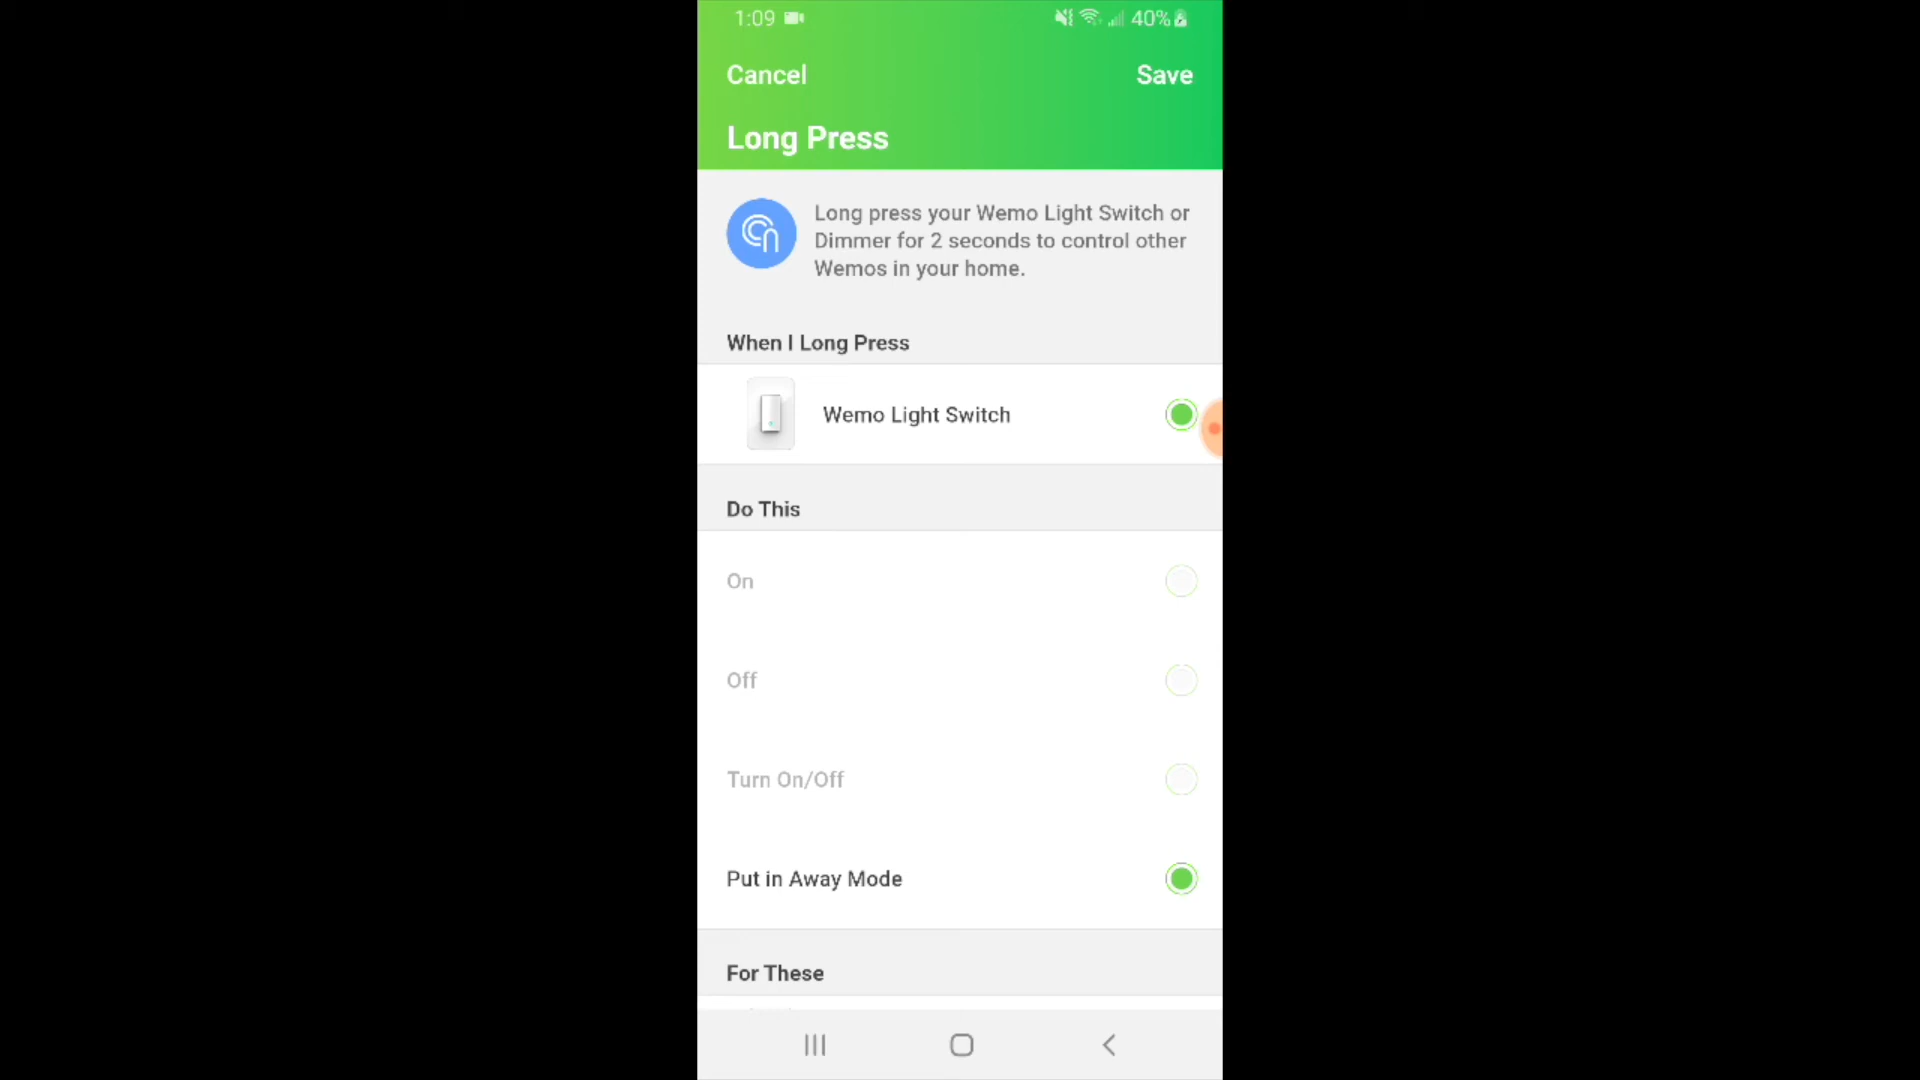 1:09 40%
Cancel Save
Long Press
Long press your Wemo Light Switch or
Dimmer for 2 seconds to control other
Wemos in your home.
When I Long Press
Wemo Light Switch
Do This
On
Off
Turn On/Off
Put in Away Mode
For These